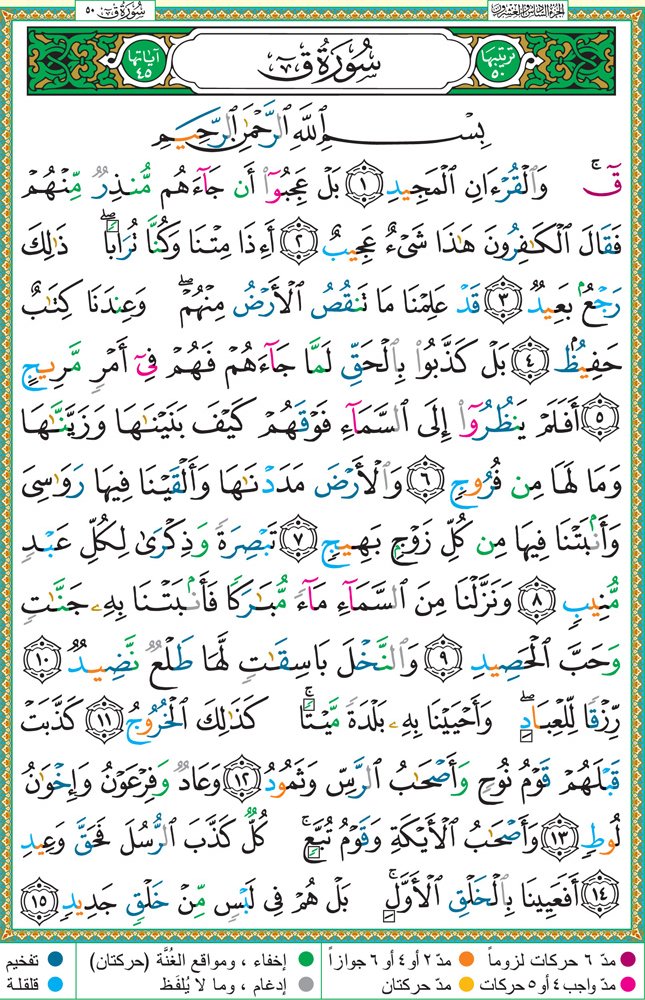 الجزء السادس والعشرون سورة ق ٥٠
ترتيبها ٥٠ سُورَةُ ق آياتها ٤٥
بِسْمِ ٱللَّهِ ٱلرَّحْمَٰنِ ٱلرَّحِيمِ
قٓۚ وَٱلْقُرْءَانِ ٱلْمَجِيدِ ١ بَلْ عَجِبُوٓا۟ أَن جَآءَهُم مُّنذِرٌ مِّنْهُمْ
فَقَالَ ٱلْكَٰفِرُونَ هَٰذَا شَىْءٌ عَجِيبٌ ٢ أَءِذَا مِتْنَا وَكُنَّا تُرَابًاۖ ذَٰلِكَ
رَجْعٌۢ بَعِيدٌ ٣ قَدْ عَلِمْنَا مَا تَنقُصُ ٱلْأَرْضُ مِنْهُمْۖ وَعِندَنَا كِتَٰبٌ
حَفِيظٌۢ ٤ بَلْ كَذَّبُوا۟ بِٱلْحَقِّ لَمَّا جَآءَهُمْ فَهُمْ فِىٓ أَمْرٍ مَّرِيجٍ
٥ أَفَلَمْ يَنظُرُوٓا۟ إِلَى ٱلسَّمَآءِ فَوْقَهُمْ كَيْفَ بَنَيْنَٰهَا وَزَيَّنَّٰهَا
وَمَا لَهَا مِن فُرُوجٍ ٦ وَٱلْأَرْضَ مَدَدْنَٰهَا وَأَلْقَيْنَا فِيهَا رَوَٰسِىَ
وَأَنۢبَتْنَا فِيهَا مِن كُلِّ زَوْجٍۭ بَهِيجٍ ٧ تَبْصِرَةً وَذِكْرَىٰ لِكُلِّ عَبْدٍ
مُّنِيبٍ ٨ وَنَزَّلْنَا مِنَ ٱلسَّمَآءِ مَآءً مُّبَٰرَكًا فَأَنۢبَتْنَا بِهِۦ جَنَّٰتٍ
وَحَبَّ ٱلْحَصِيدِ ٩ وَٱلنَّخْلَ بَاسِقَٰتٍ لَّهَا طَلْعٌ نَّضِيدٌ ١٠
رِّزْقًا لِّلْعِبَادِۖ وَأَحْيَيْنَا بِهِۦ بَلْدَةً مَّيْتًاۚ كَذَٰلِكَ ٱلْخُرُوجُ ١١ كَذَّبَتْ
قَبْلَهُمْ قَوْمُ نُوحٍ وَأَصْحَٰبُ ٱلرَّسِّ وَثَمُودُ ١٢ وَعَادٌ وَفِرْعَوْنُ وَإِخْوَٰنُ
لُوطٍ ١٣ وَأَصْحَٰبُ ٱلْأَيْكَةِ وَقَوْمُ تُبَّعٍۚ كُلٌّ كَذَّبَ ٱلرُّسُلَ فَحَقَّ وَعِيدِ
١٤ أَفَعَيِينَا بِٱلْخَلْقِ ٱلْأَوَّلِۚ بَلْ هُمْ فِى لَبْسٍ مِّنْ خَلْقٍ جَدِيدٍ ١٥
مدّ ٦ حركات لزوماً مدّ ٢ أو ٤ أو ٦ جوازاً إخفاء ، ومواقع الغُنَّة (حركتان) تفخيم
مدّ واجب ٤ أو ٥ حركات مدّ حركتان إدغام ، وما لا يُلفَظ قلقلة